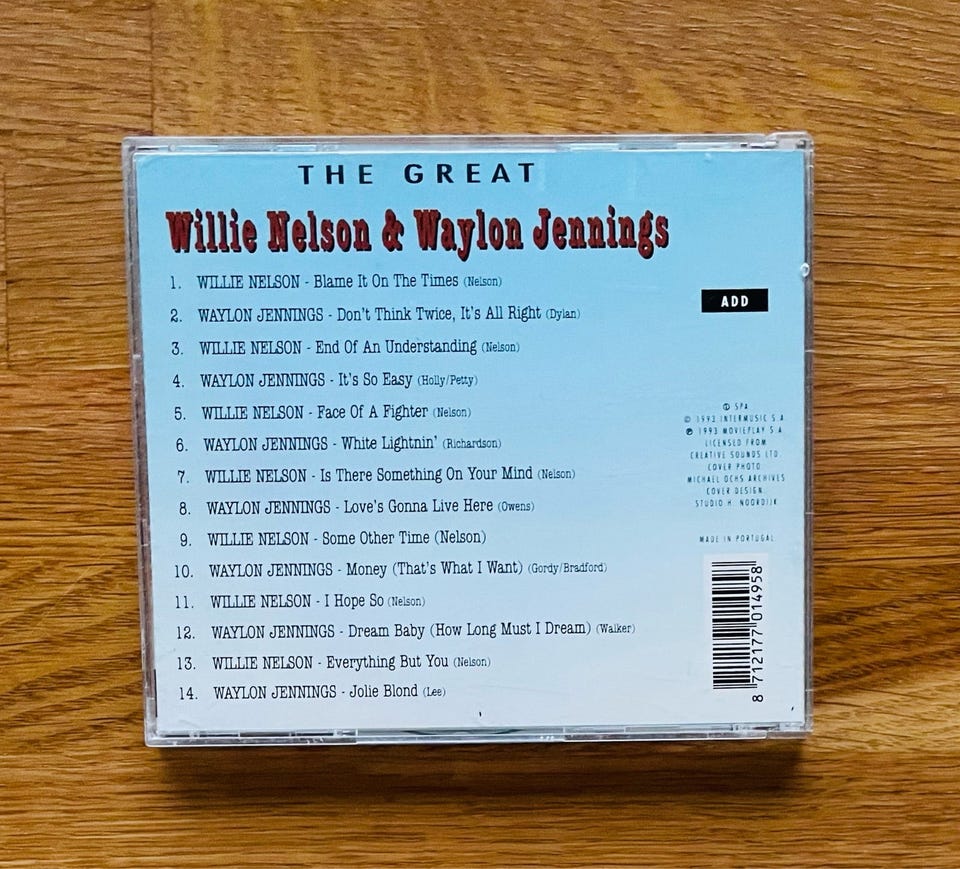 THE GREAT
Willie Nelson & Waylon Jennings
1. WILLIE NELSON - Blame It On The Times (Nelson)
2. WAYLON JENNINGS - Don't Think Twice, It's All Right (Dylan)
3. WILLIE NELSON - End Of An Understanding (Nelson)
4. WAYLON JENNINGS - It's So Easy (Holly/Petty)
5. WILLIE NELSON - Face Of A Fighter (Nelson)
6. WAYLON JENNINGS - White Lightnin' (Richardson)
7. WILLIE NELSON - Is There Something On Your Mind (Nelson)
8. WAYLON JENNINGS - Love's Gonna Live Here (Owens)
9. WILLIE NELSON - Some Other Time (Nelson)
10. WAYLON JENNINGS - Money (That's What I Want) (Gordy/Bradford)
11. WILLIE NELSON - I Hope So (Nelson)
12. WAYLON JENNINGS - Dream Baby (How Long Must I Dream) (Walker)
13. WILLIE NELSON - Everything But You (Nelson)
14. WAYLON JENNINGS - Jolie Blond (Lee)
ADD
SPA
© 1992 INTERMUSIC S.A.
℗ 1993 MOVIEPLAY S.A.
LICENSED FROM
CREATIVE SOUNDS LTD.
COVER PHOTO
MICHAEL OCHS ARCHIVES
COVER DESIGN
STUDIO H. NOORDIJK
MADE IN PORTUGAL
8 712177 014958